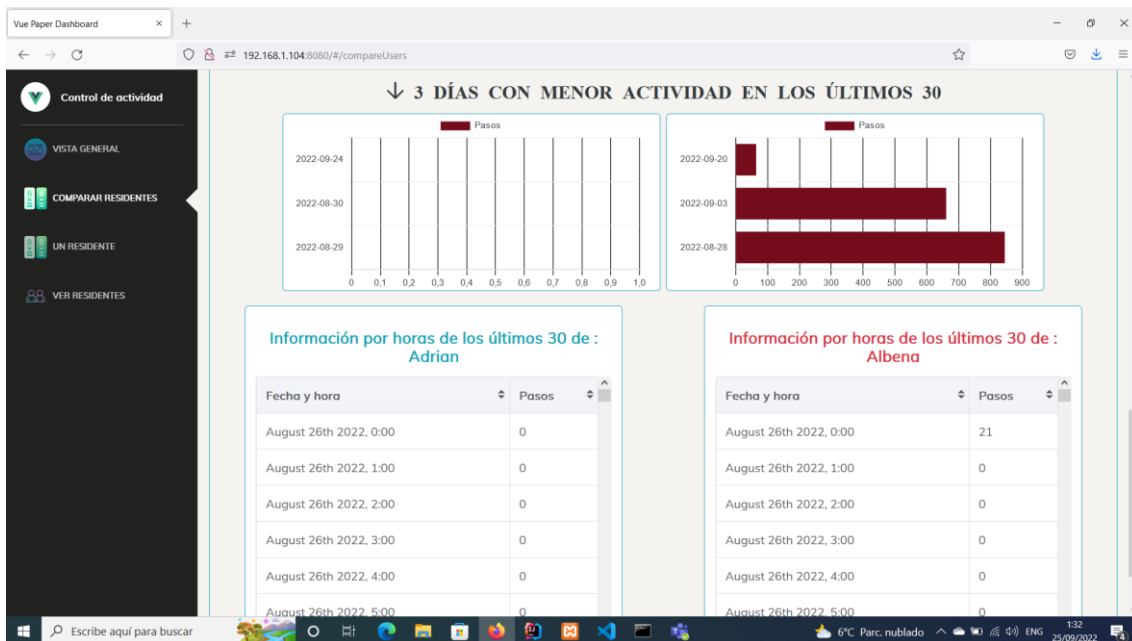 Vue Paper Dashboard
192.168.1.104:8080/#/compareUsers
Control de actividad
VISTA GENERAL
COMPARAR RESIDENTES
UN RESIDENTE
VER RESIDENTES
3 DÍAS CON MENOR ACTIVIDAD EN LOS ÚLTIMOS 30
Pasos
2022-09-24
2022-08-30
2022-08-29
0 0,1 0,2 0,3 0,4 0,5 0,6 0,7 0,8 0,9 1,0
Pasos
2022-09-20
2022-09-03
2022-08-28
0 100 200 300 400 500 600 700 800 900
Información por horas de los últimos 30 de :
Adrian
Fecha y hora Pasos
August 26th 2022, 0:00 0
August 26th 2022, 1:00 0
August 26th 2022, 2:00 0
August 26th 2022, 3:00 0
August 26th 2022, 4:00 0
August 26th 2022, 5:00 0
Información por horas de los últimos 30 de :
Albena
Fecha y hora Pasos
August 26th 2022, 0:00 21
August 26th 2022, 1:00 0
August 26th 2022, 2:00 0
August 26th 2022, 3:00 0
August 26th 2022, 4:00 0
August 26th 2022, 5:00 0
Escribe aquí para buscar
6°C Parc. nublado
ENG
1:32
25/09/2022